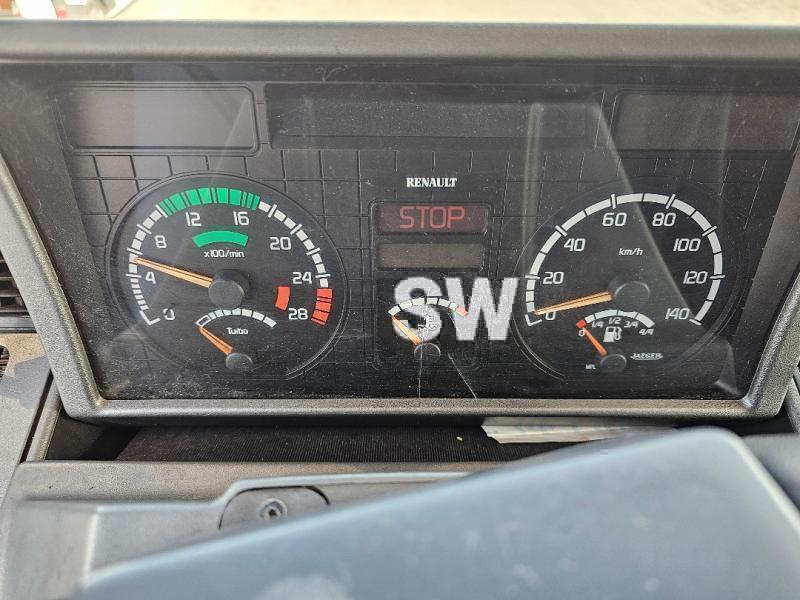 RENAULT
STOP
0 4 8 12 16 20 24 28
x100/min
Turbo
SW
0 20 40 60 80 100 120 140
km/h
0 1/4 1/2 3/4 4/4
JAEGER